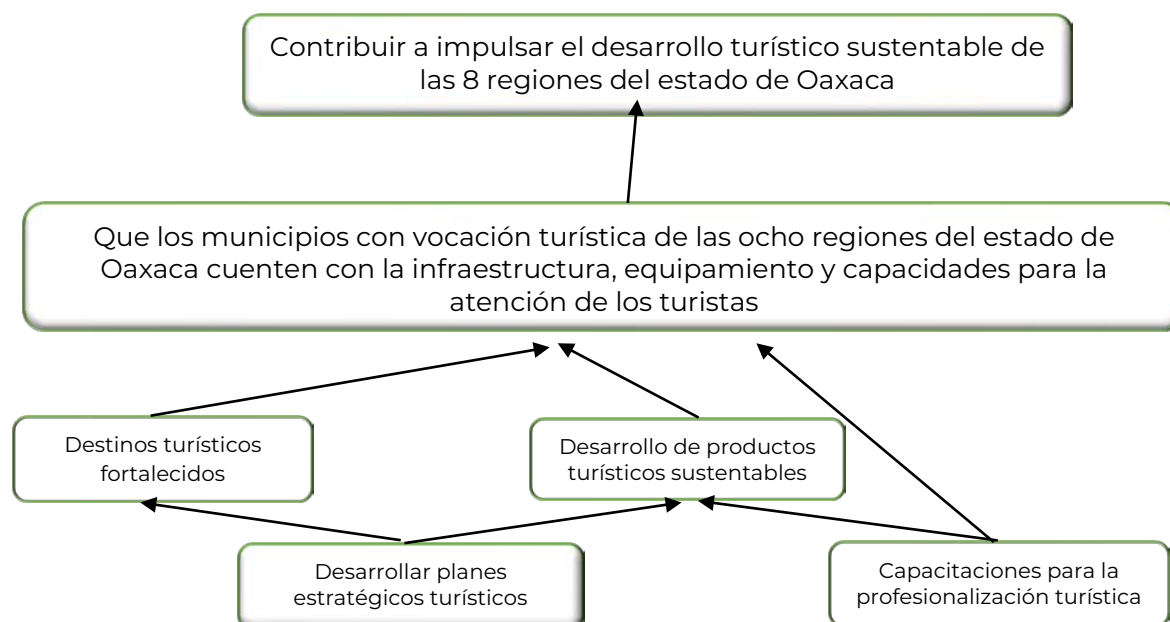 Contribuir a impulsar el desarrollo turístico sustentable de
las 8 regiones del estado de Oaxaca
Que los municipios con vocación turística de las ocho regiones del estado de
Oaxaca cuenten con la infraestructura, equipamiento y capacidades para la
atención de los turistas
Destinos turísticos
fortalecidos
Desarrollo de productos
turísticos sustentables
Desarrollar planes
estratégicos turísticos
Capacitaciones para la
profesionalización turística